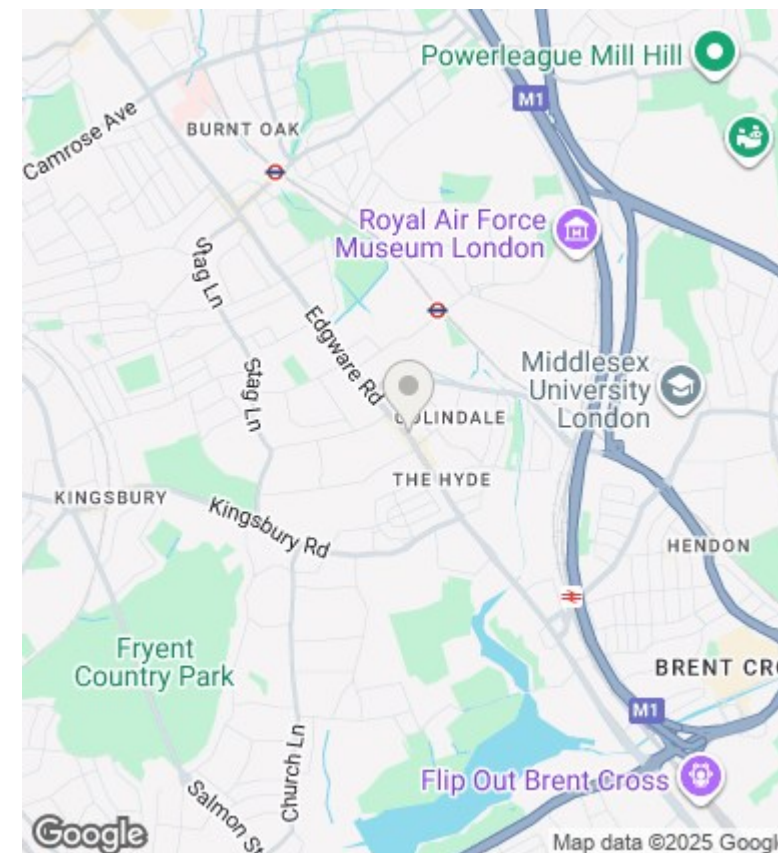 Powerleague Mill Hill
M1
BURNT OAK
Camrose Ave
Royal Air Force
Museum London
Stag Ln
Edgware Rd
Stag Ln
Middlesex
University
London
COLINDALE
THE HYDE
KINGSBURY
Kingsbury Rd
HENDON
Fryent
Country Park
BRENT CRO
M1
Church Ln
Flip Out Brent Cross
Salmon St
Google
Map data ©2025 Googl